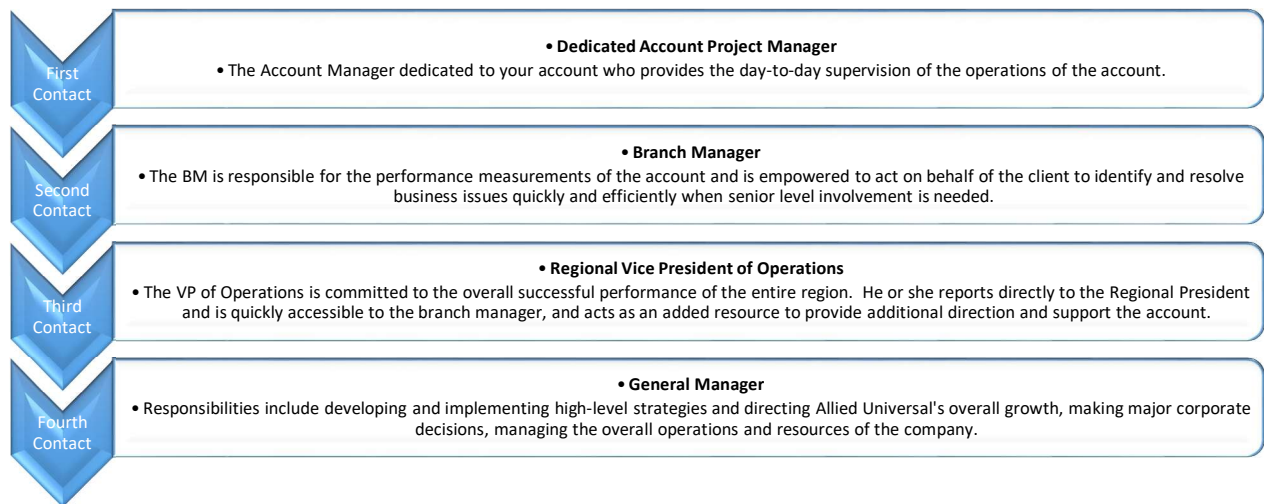 First
Contact
• Dedicated Account Project Manager
• The Account Manager dedicated to your account who provides the day-to-day supervision of the operations of the account.
Second
Contact
• Branch Manager
• The BM is responsible for the performance measurements of the account and is empowered to act on behalf of the client to identify and resolve
business issues quickly and efficiently when senior level involvement is needed.
Third
Contact
• Regional Vice President of Operations
• The VP of Operations is committed to the overall successful performance of the entire region.  He or she reports directly to the Regional President
and is quickly accessible to the branch manager, and acts as an added resource to provide additional direction and support the account.
Fourth
Contact
• General Manager
• Responsibilities include developing and implementing high-level strategies and directing Allied Universal's overall growth, making major corporate
decisions, managing the overall operations and resources of the company.